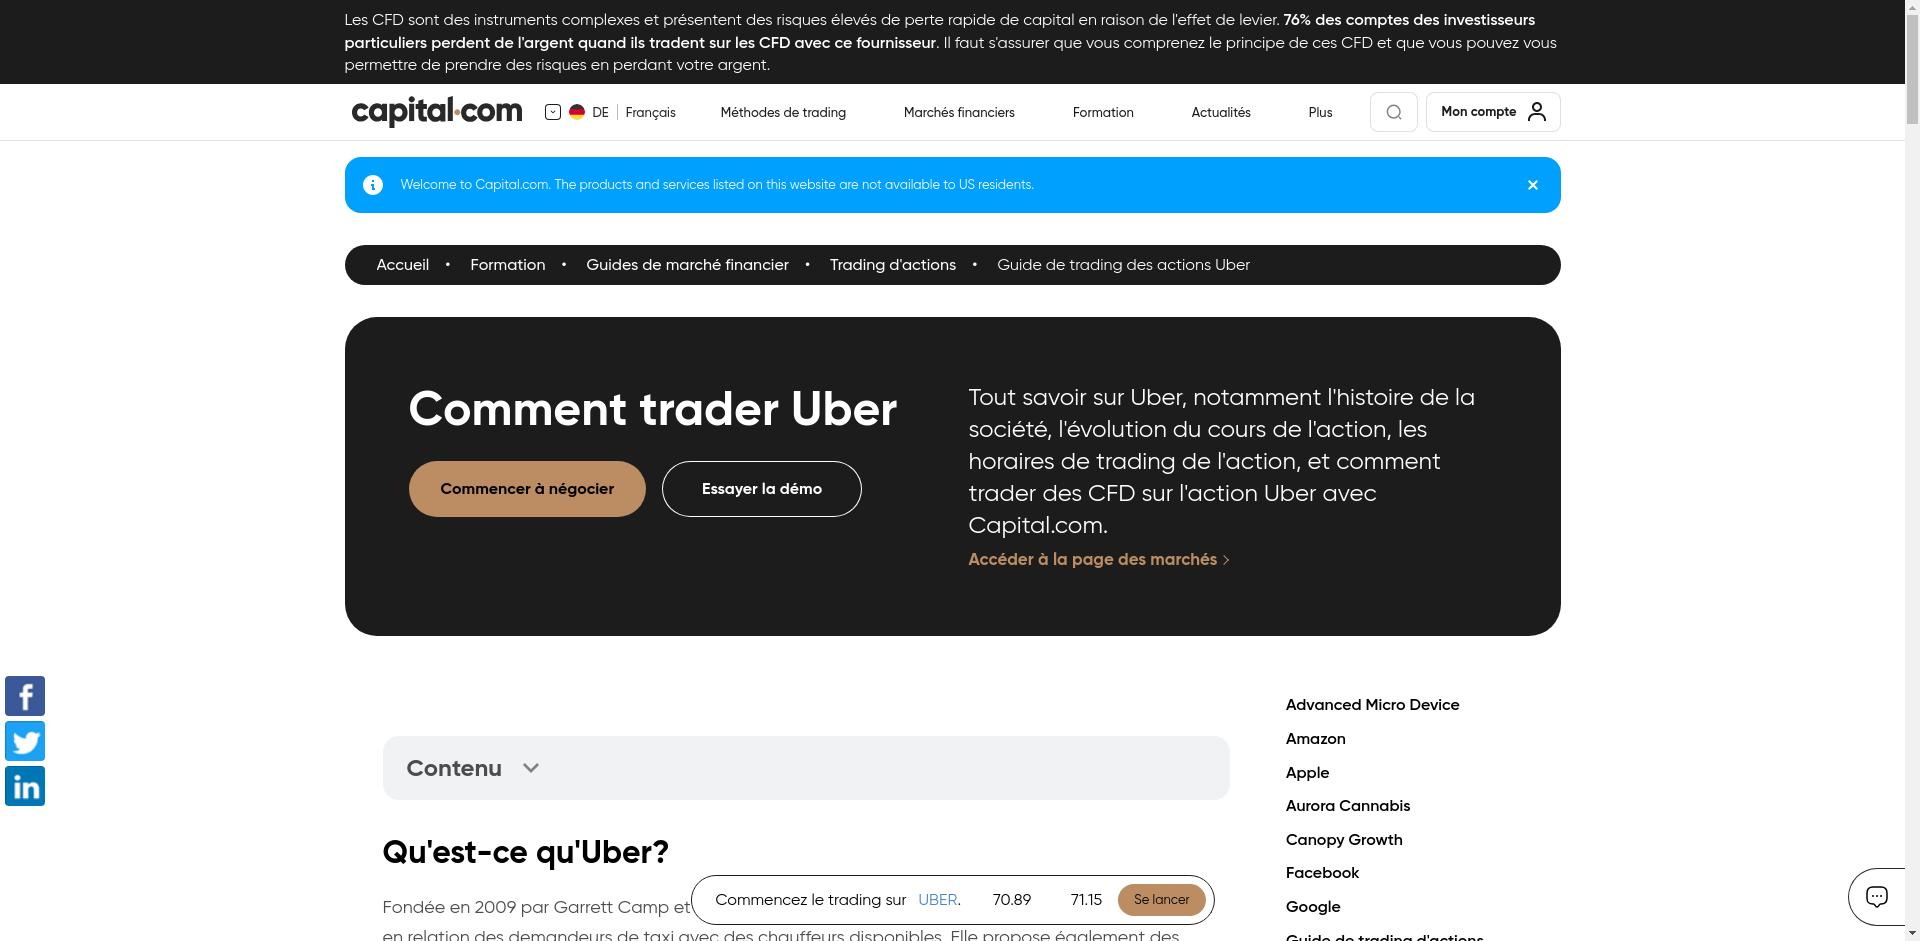 Les CFD sont des instruments complexes et présentent des risques élevés de perte rapide de capital en raison de l'effet de levier. 76% des comptes des investisseurs
particuliers perdent de l'argent quand ils tradent sur les CFD avec ce fournisseur. Il faut s'assurer que vous comprenez le principe de ces CFD et que vous pouvez vous
permettre de prendre des risques en perdant votre argent.
capital.com
DE
Français
Méthodes de trading
Marchés financiers
Formation
Actualités
Plus
Mon compte
Welcome to Capital.com. The products and services listed on this website are not available to US residents.
Accueil • Formation • Guides de marché financier • Trading d'actions • Guide de trading des actions Uber
Comment trader Uber
Commencer à négocier
Essayer la démo
Tout savoir sur Uber, notamment l'histoire de la
société, l'évolution du cours de l'action, les
horaires de trading de l'action, et comment
trader des CFD sur l'action Uber avec
Capital.com.
Accéder à la page des marchés
Contenu
Qu'est-ce qu'Uber?
Fondée en 2009 par Garrett Camp et
en relation des demandeurs de taxi avec des chauffeurs disponibles. Elle propose également des
Advanced Micro Device
Amazon
Apple
Aurora Cannabis
Canopy Growth
Facebook
Google
Guide de trading d'actions
Commencez le trading sur UBER. 70.89 71.15 Se lancer